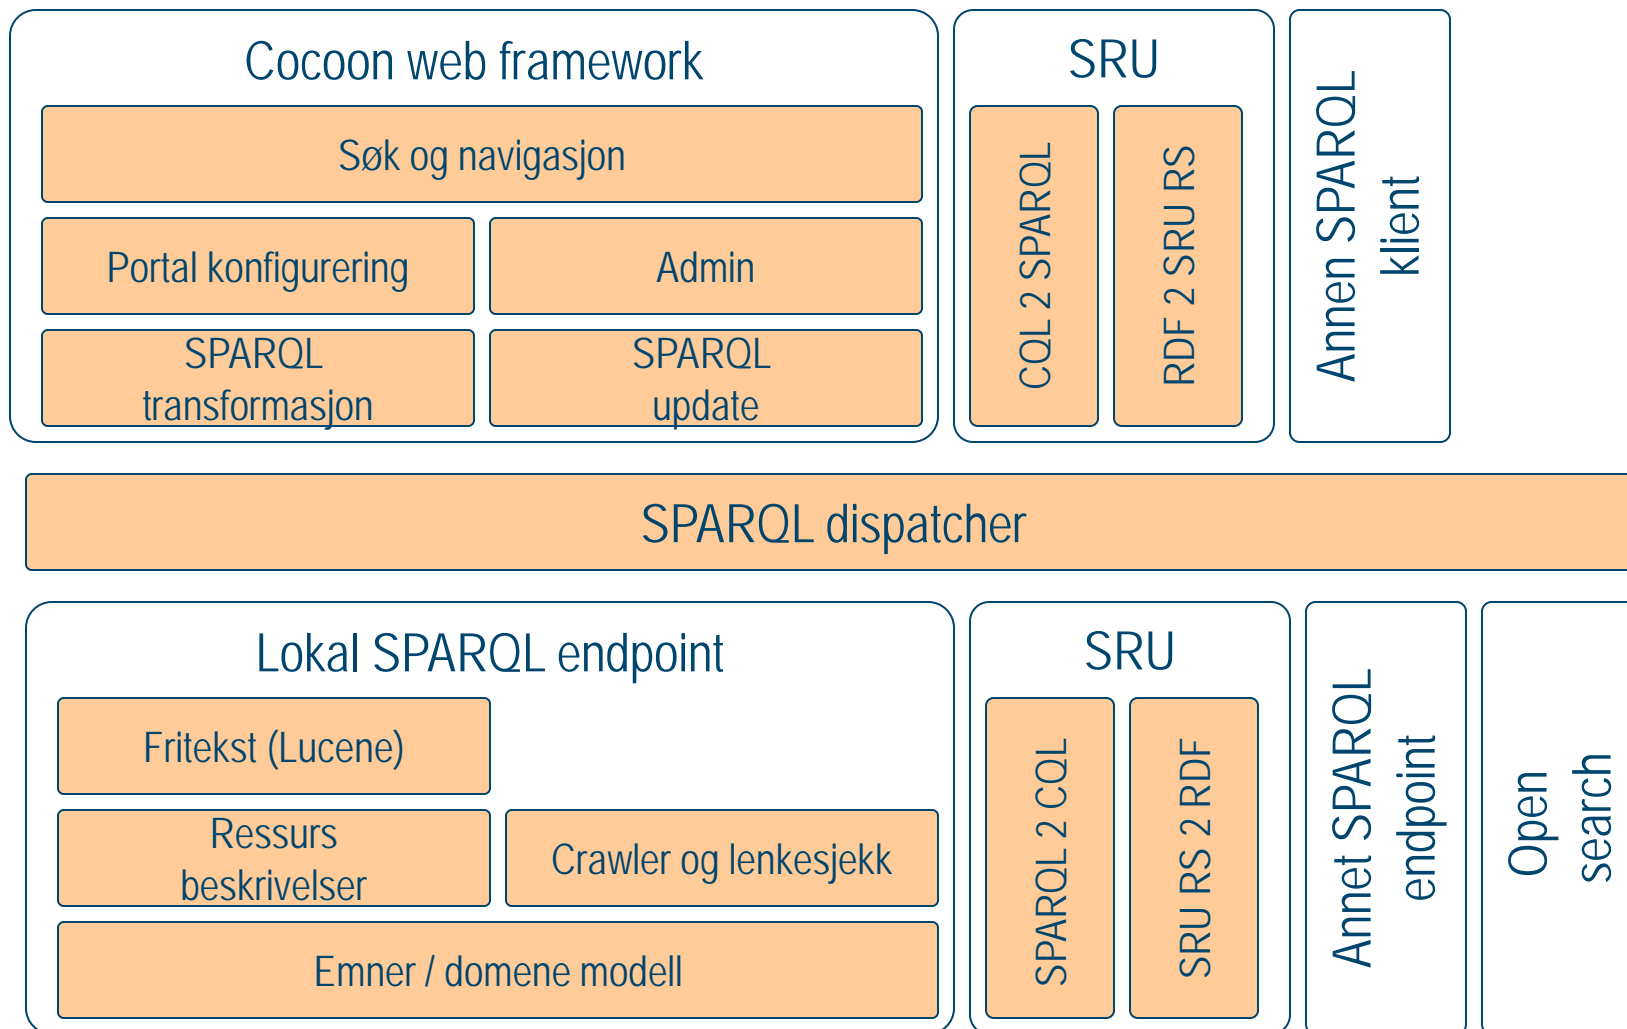 Cocoon web framework
Søk og navigasjon
Portal konfigurering
Admin
SPARQL
transformasjon
SPARQL
update
SRU
CQL 2 SPARQL
RDF 2 SRU RS
Annen SPARQL
klient
SPARQL dispatcher
Lokal SPARQL endpoint
Fritekst (Lucene)
Ressurs
beskrivelser
Crawler og lenkesjekk
Emner / domene modell
SRU
SPARQL 2 CQL
SRU RS 2 RDF
Annet SPARQL
endpoint
Open
search